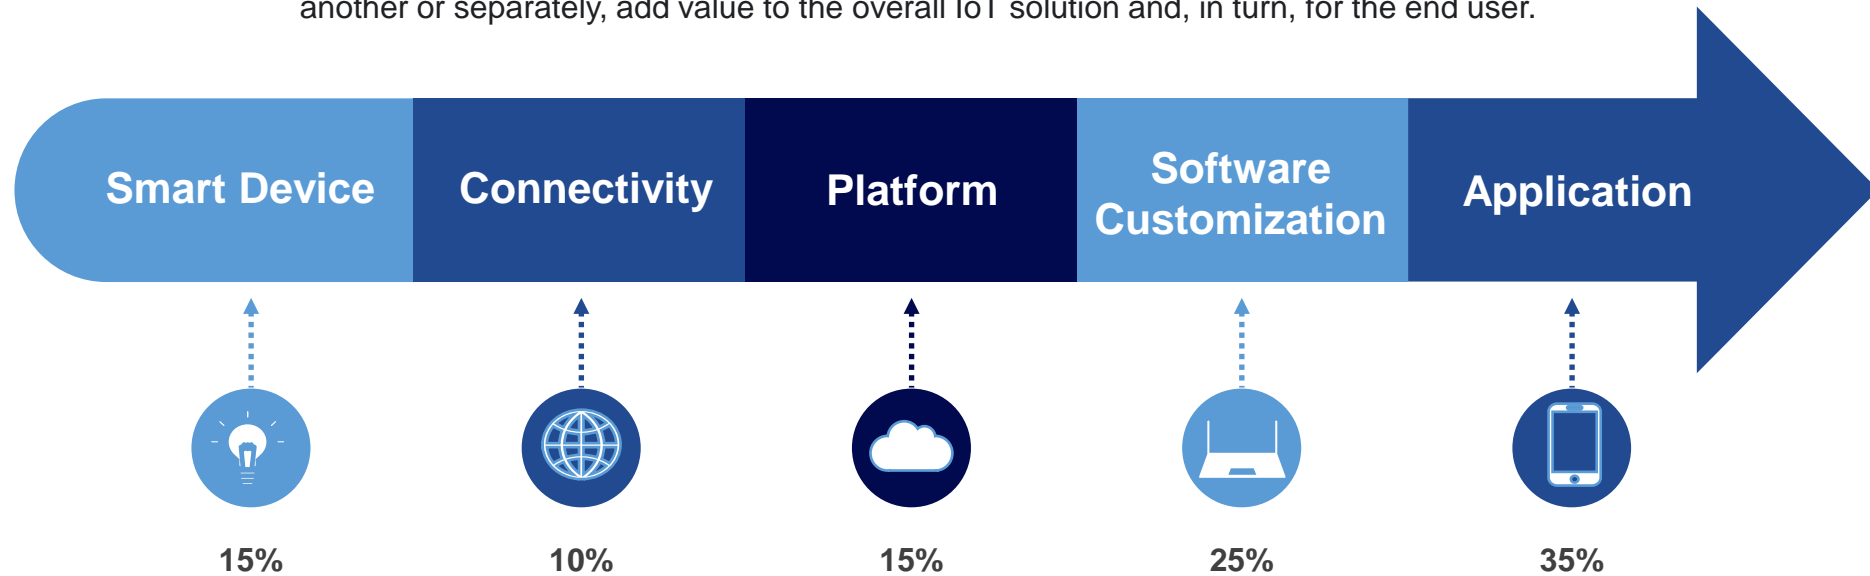 another or separately, add value to the overall IoT solution and, in turn, for the end user.
Smart Device
Connectivity
Platform
Software
Customization
Application
15%
10%
15%
25%
35%